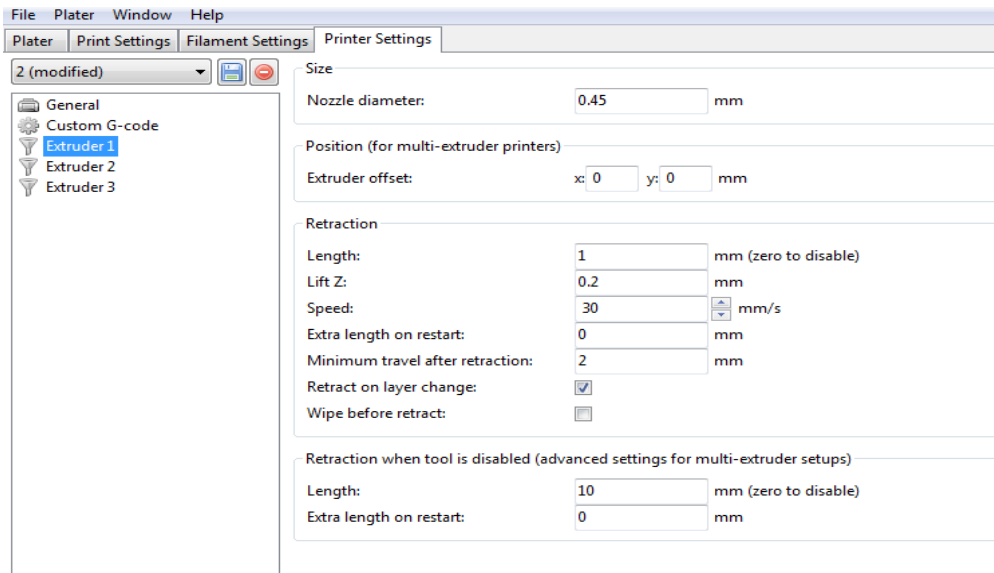 File Plater Window Help
Plater Print Settings Filament Settings Printer Settings
2 (modified)
General
Custom G-code
Extruder 1
Extruder 2
Extruder 3
Size
Nozzle diameter: 0.45 mm
Position (for multi-extruder printers)
Extruder offset: x: 0 y: 0 mm
Retraction
Length: 1 mm (zero to disable)
Lift Z: 0.2 mm
Speed: 30 mm/s
Extra length on restart: 0 mm
Minimum travel after retraction: 2 mm
Retract on layer change:
Wipe before retract:
Retraction when tool is disabled (advanced settings for multi-extruder setups)
Length: 10 mm (zero to disable)
Extra length on restart: 0 mm